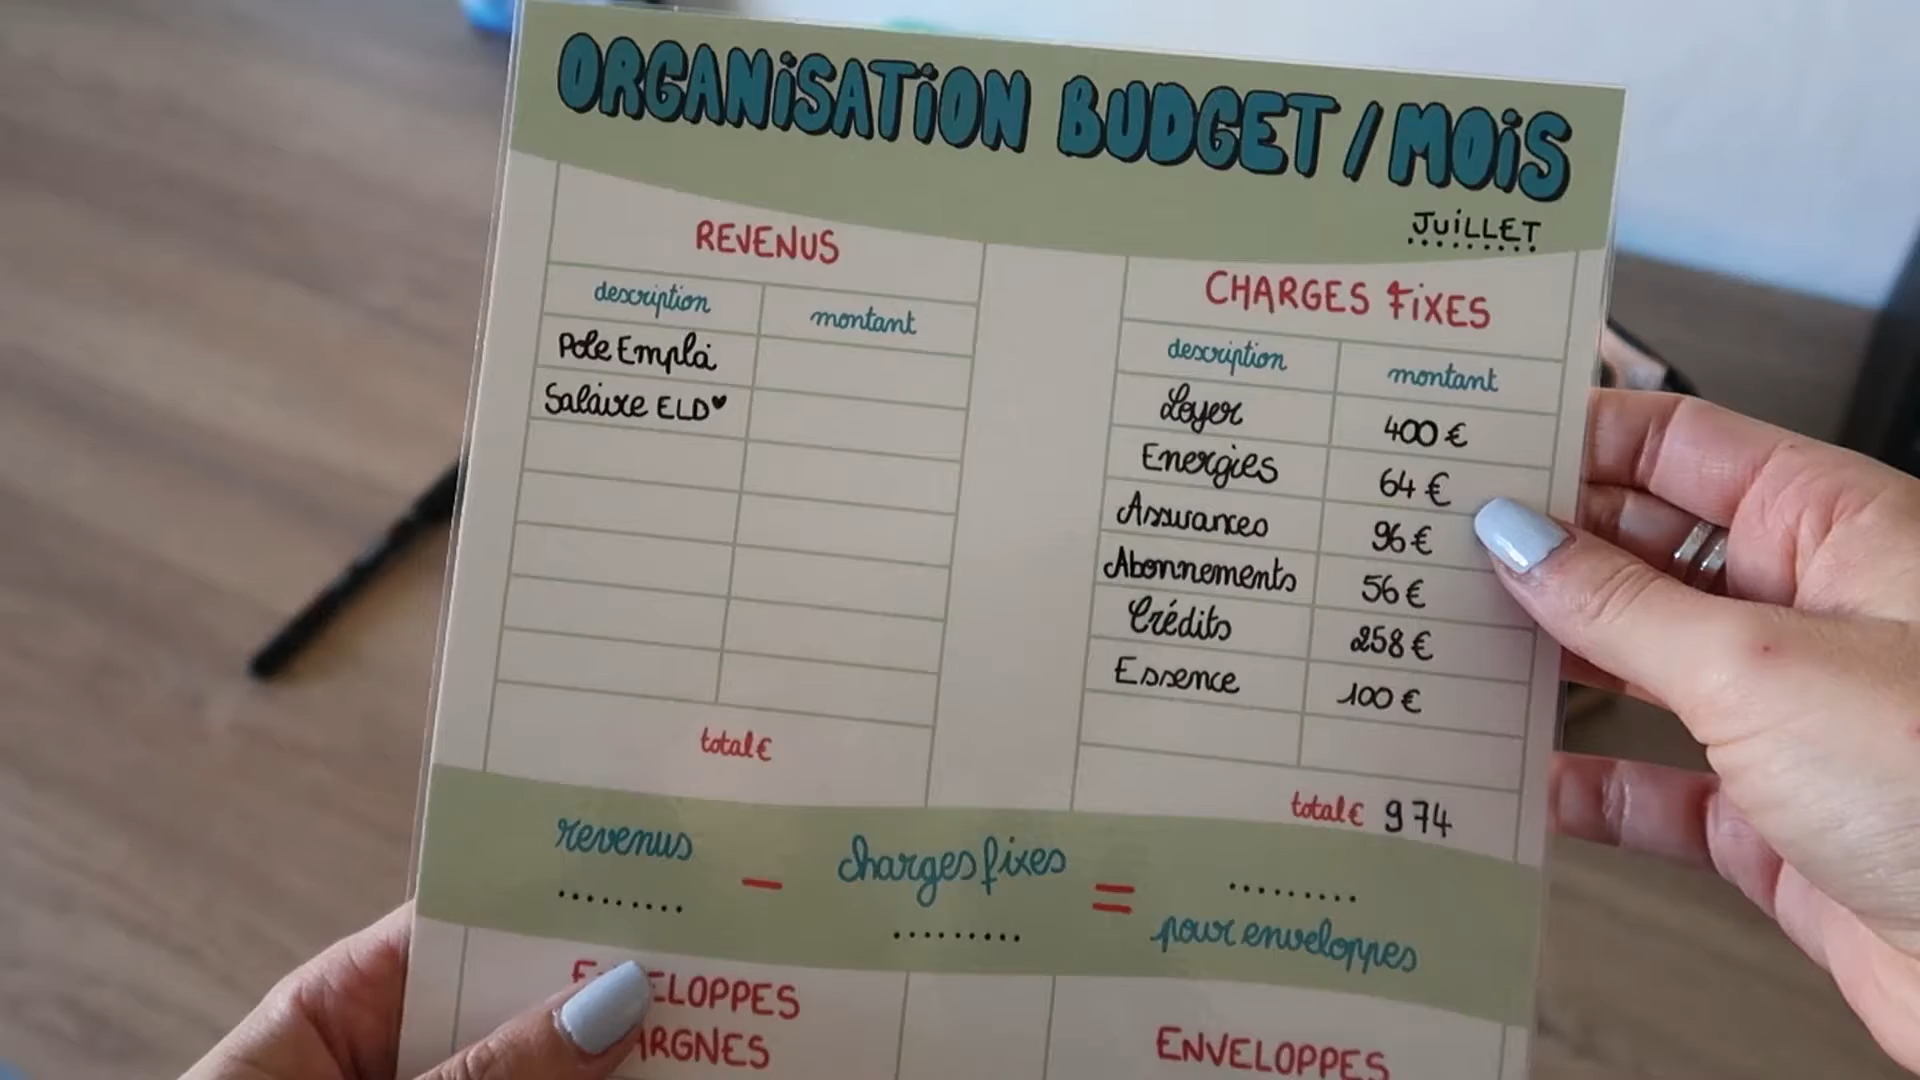 ORGANISATION BUDGET / MOIS
JUILLET
REVENUS
description montant
Pole Emploi
Salaire ELD♥
total €
CHARGES FIXES
description montant
Loyer 400 €
Energies 64 €
Assurances 96 €
Abonnements 56 €
Crédits 258 €
Essence 100 €
total € 974
revenus - charges fixes =
......... ......... .........
pour enveloppes
ENVELOPPES